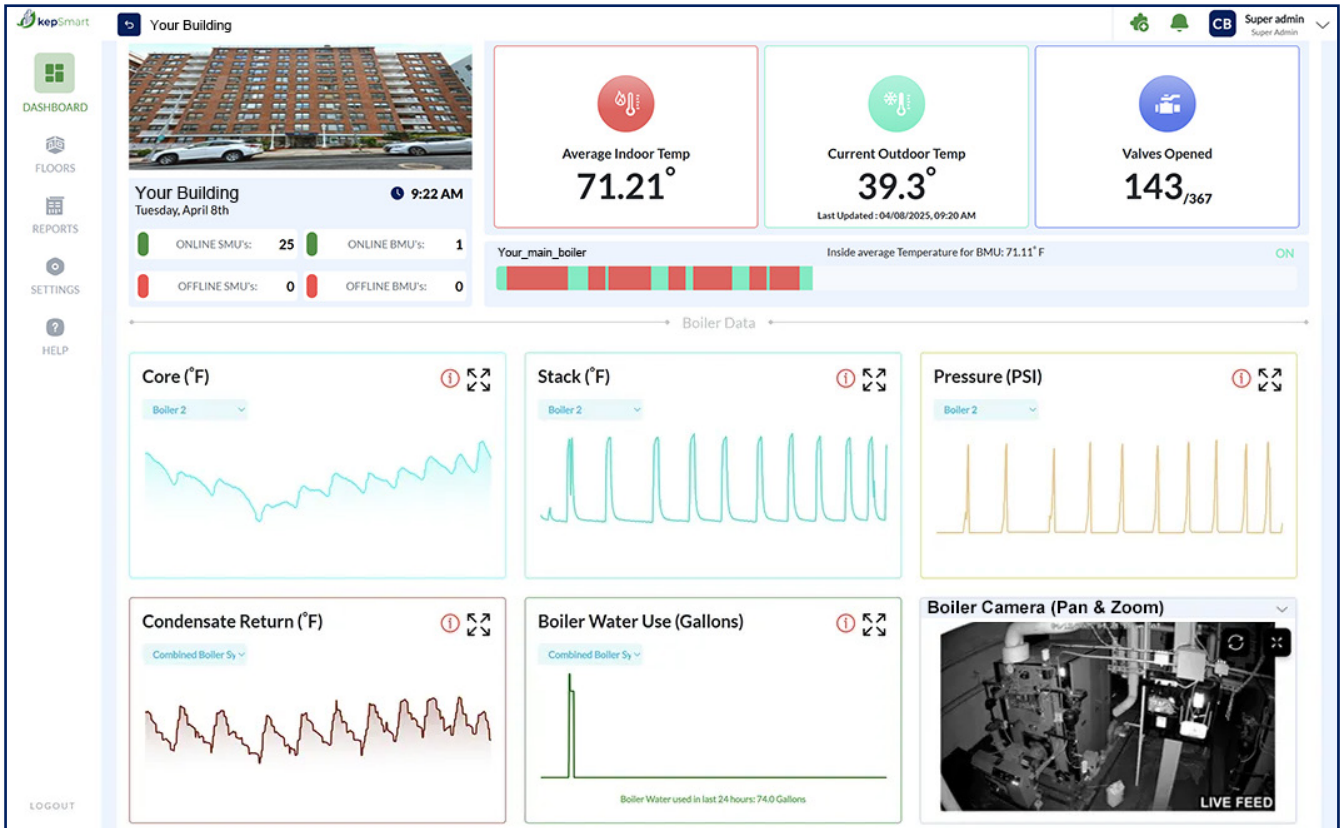 kepSmart
Your Building
CB
Super admin
Super Admin
DASHBOARD
FLOORS
REPORTS
SETTINGS
HELP
LOGOUT
Your Building
9:22 AM
Tuesday, April 8th
ONLINE SMU's: 25
ONLINE BMU's: 1
OFFLINE SMU's: 0
OFFLINE BMU's: 0
Average Indoor Temp
71.21°
Current Outdoor Temp
39.3°
Last Updated : 04/08/2025, 09:20 AM
Valves Opened
143/367
Your_main_boiler
Inside average Temperature for BMU: 71.11° F
ON
Boiler Data
Core (°F)
Boiler 2
Stack (°F)
Boiler 2
Pressure (PSI)
Boiler 2
Condensate Return (°F)
Combined Boiler Sy
Boiler Water Use (Gallons)
Combined Boiler Sy
Boiler Water used in last 24 hours: 74.0 Gallons
Boiler Camera (Pan & Zoom)
LIVE FEED